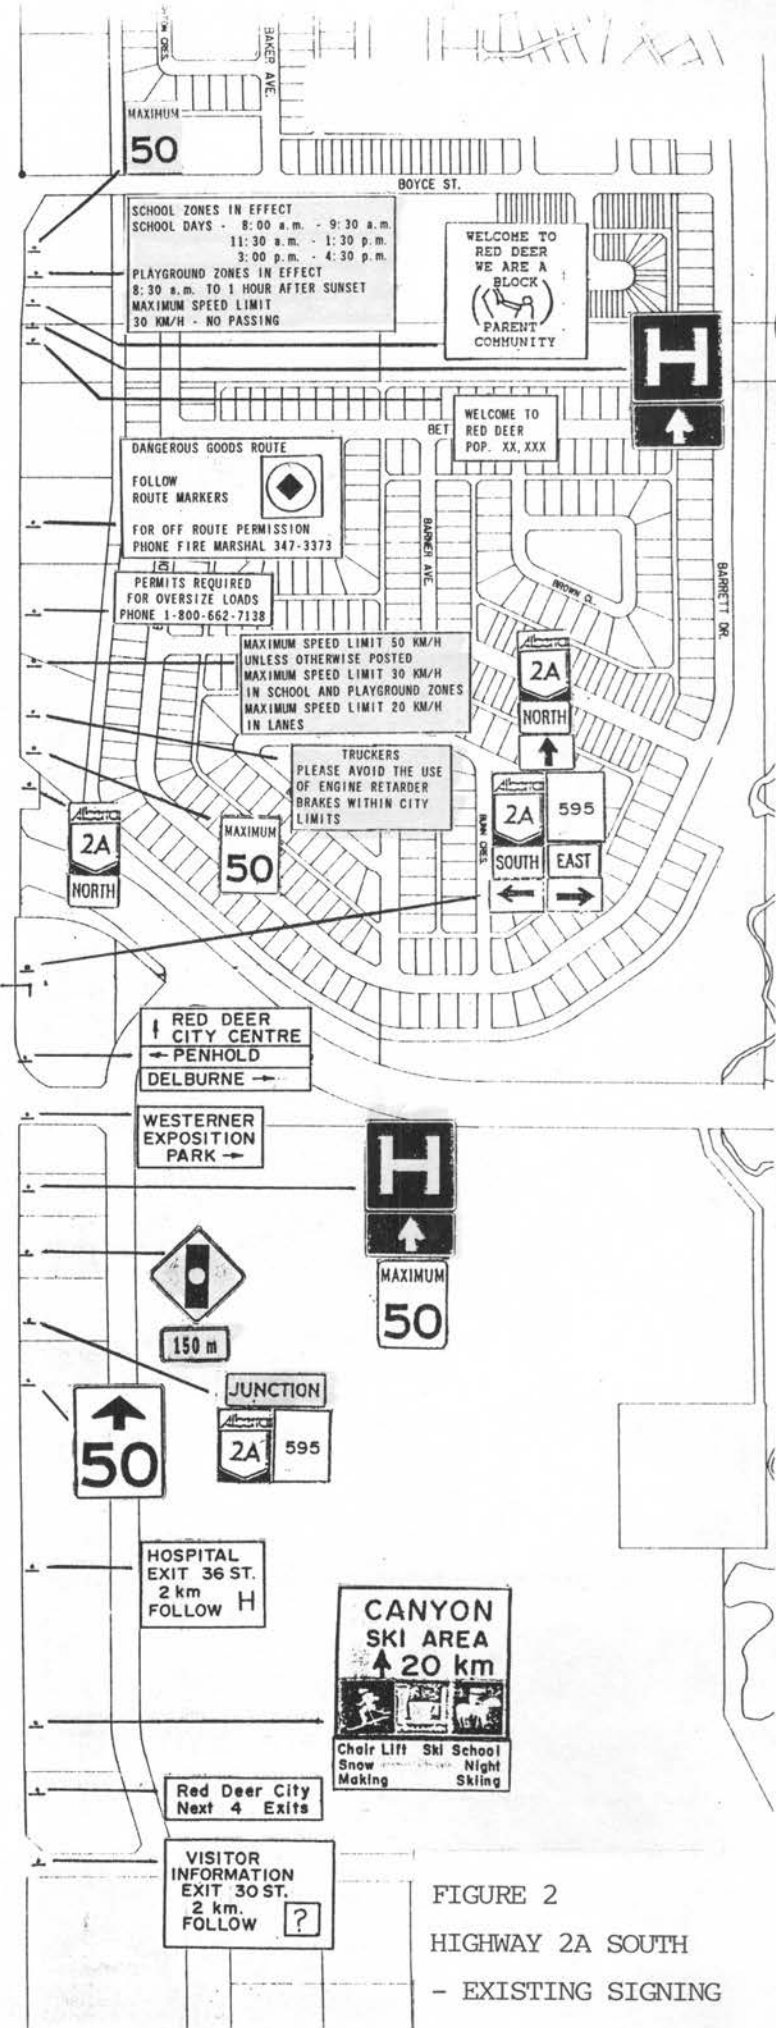 BAKER AVE.
MAXIMUM
50
BOYCE ST.
SCHOOL ZONES IN EFFECT
SCHOOL DAYS - 8:00 a.m. - 9:30 a.m.
11:30 a.m. - 1:30 p.m.
3:00 p.m. - 4:30 p.m.
PLAYGROUND ZONES IN EFFECT
8:30 a.m. TO 1 HOUR AFTER SUNSET
MAXIMUM SPEED LIMIT
30 KM/H - NO PASSING
WELCOME TO
RED DEER
WE ARE A
BLOCK
PARENT
COMMUNITY
H
WELCOME TO
RED DEER
POP. XX,XXX
BET
DANGEROUS GOODS ROUTE
FOLLOW
ROUTE MARKERS
FOR OFF ROUTE PERMISSION
PHONE FIRE MARSHAL 347-3373
BARNER AVE.
BROWN CL.
BARRETT DR.
PERMITS REQUIRED
FOR OVERSIZE LOADS
PHONE 1-800-662-7138
MAXIMUM SPEED LIMIT 50 KM/H
UNLESS OTHERWISE POSTED
MAXIMUM SPEED LIMIT 30 KM/H
IN SCHOOL AND PLAYGROUND ZONES
MAXIMUM SPEED LIMIT 20 KM/H
IN LANES
Alberta
2A
NORTH
TRUCKERS
PLEASE AVOID THE USE
OF ENGINE RETARDER
BRAKES WITHIN CITY
LIMITS
Alberta
2A
NORTH
MAXIMUM
50
BUNN CRES.
Alberta
2A 595
SOUTH EAST
RED DEER
CITY CENTRE
PENHOLD
DELBURNE
WESTERNER
EXPOSITION
PARK
H
MAXIMUM
50
150 m
JUNCTION
Alberta
2A 595
50
HOSPITAL
EXIT 36 ST.
2 km
FOLLOW H
CANYON
SKI AREA
20 km
Chair Lift Ski School
Snow Night
Making Skiing
Red Deer City
Next 4 Exits
VISITOR
INFORMATION
EXIT 30 ST.
2 km.
FOLLOW ?
FIGURE 2
HIGHWAY 2A SOUTH
- EXISTING SIGNING